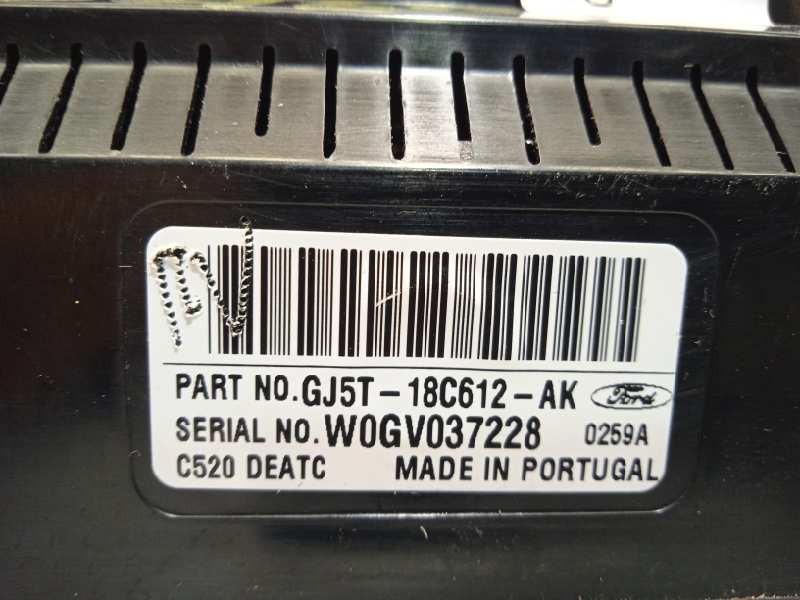 PART NO.GJ5T-18C612-AK Ford
SERIAL NO.W0GV037228 0259A
C520 DEATC MADE IN PORTUGAL